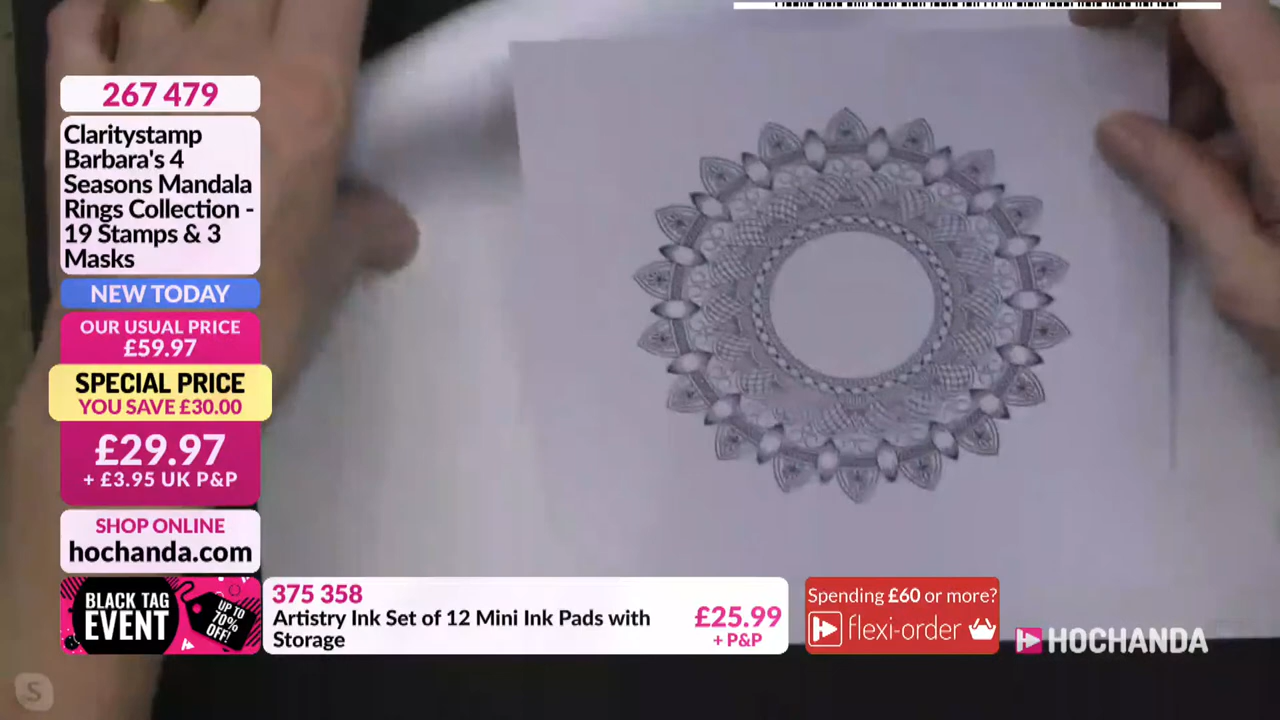 267 479
Claritystamp
Barbara's 4
Seasons Mandala
Rings Collection -
19 Stamps & 3
Masks
NEW TODAY
OUR USUAL PRICE
£59.97
SPECIAL PRICE
YOU SAVE £30.00
£29.97
+ £3.95 UK P&P
SHOP ONLINE
hochanda.com
BLACK TAG
EVENT
UP TO
70%
OFF!
375 358
Artistry Ink Set of 12 Mini Ink Pads with
Storage
£25.99
+ P&P
Spending £60 or more?
flexi-order
HOCHANDA
S